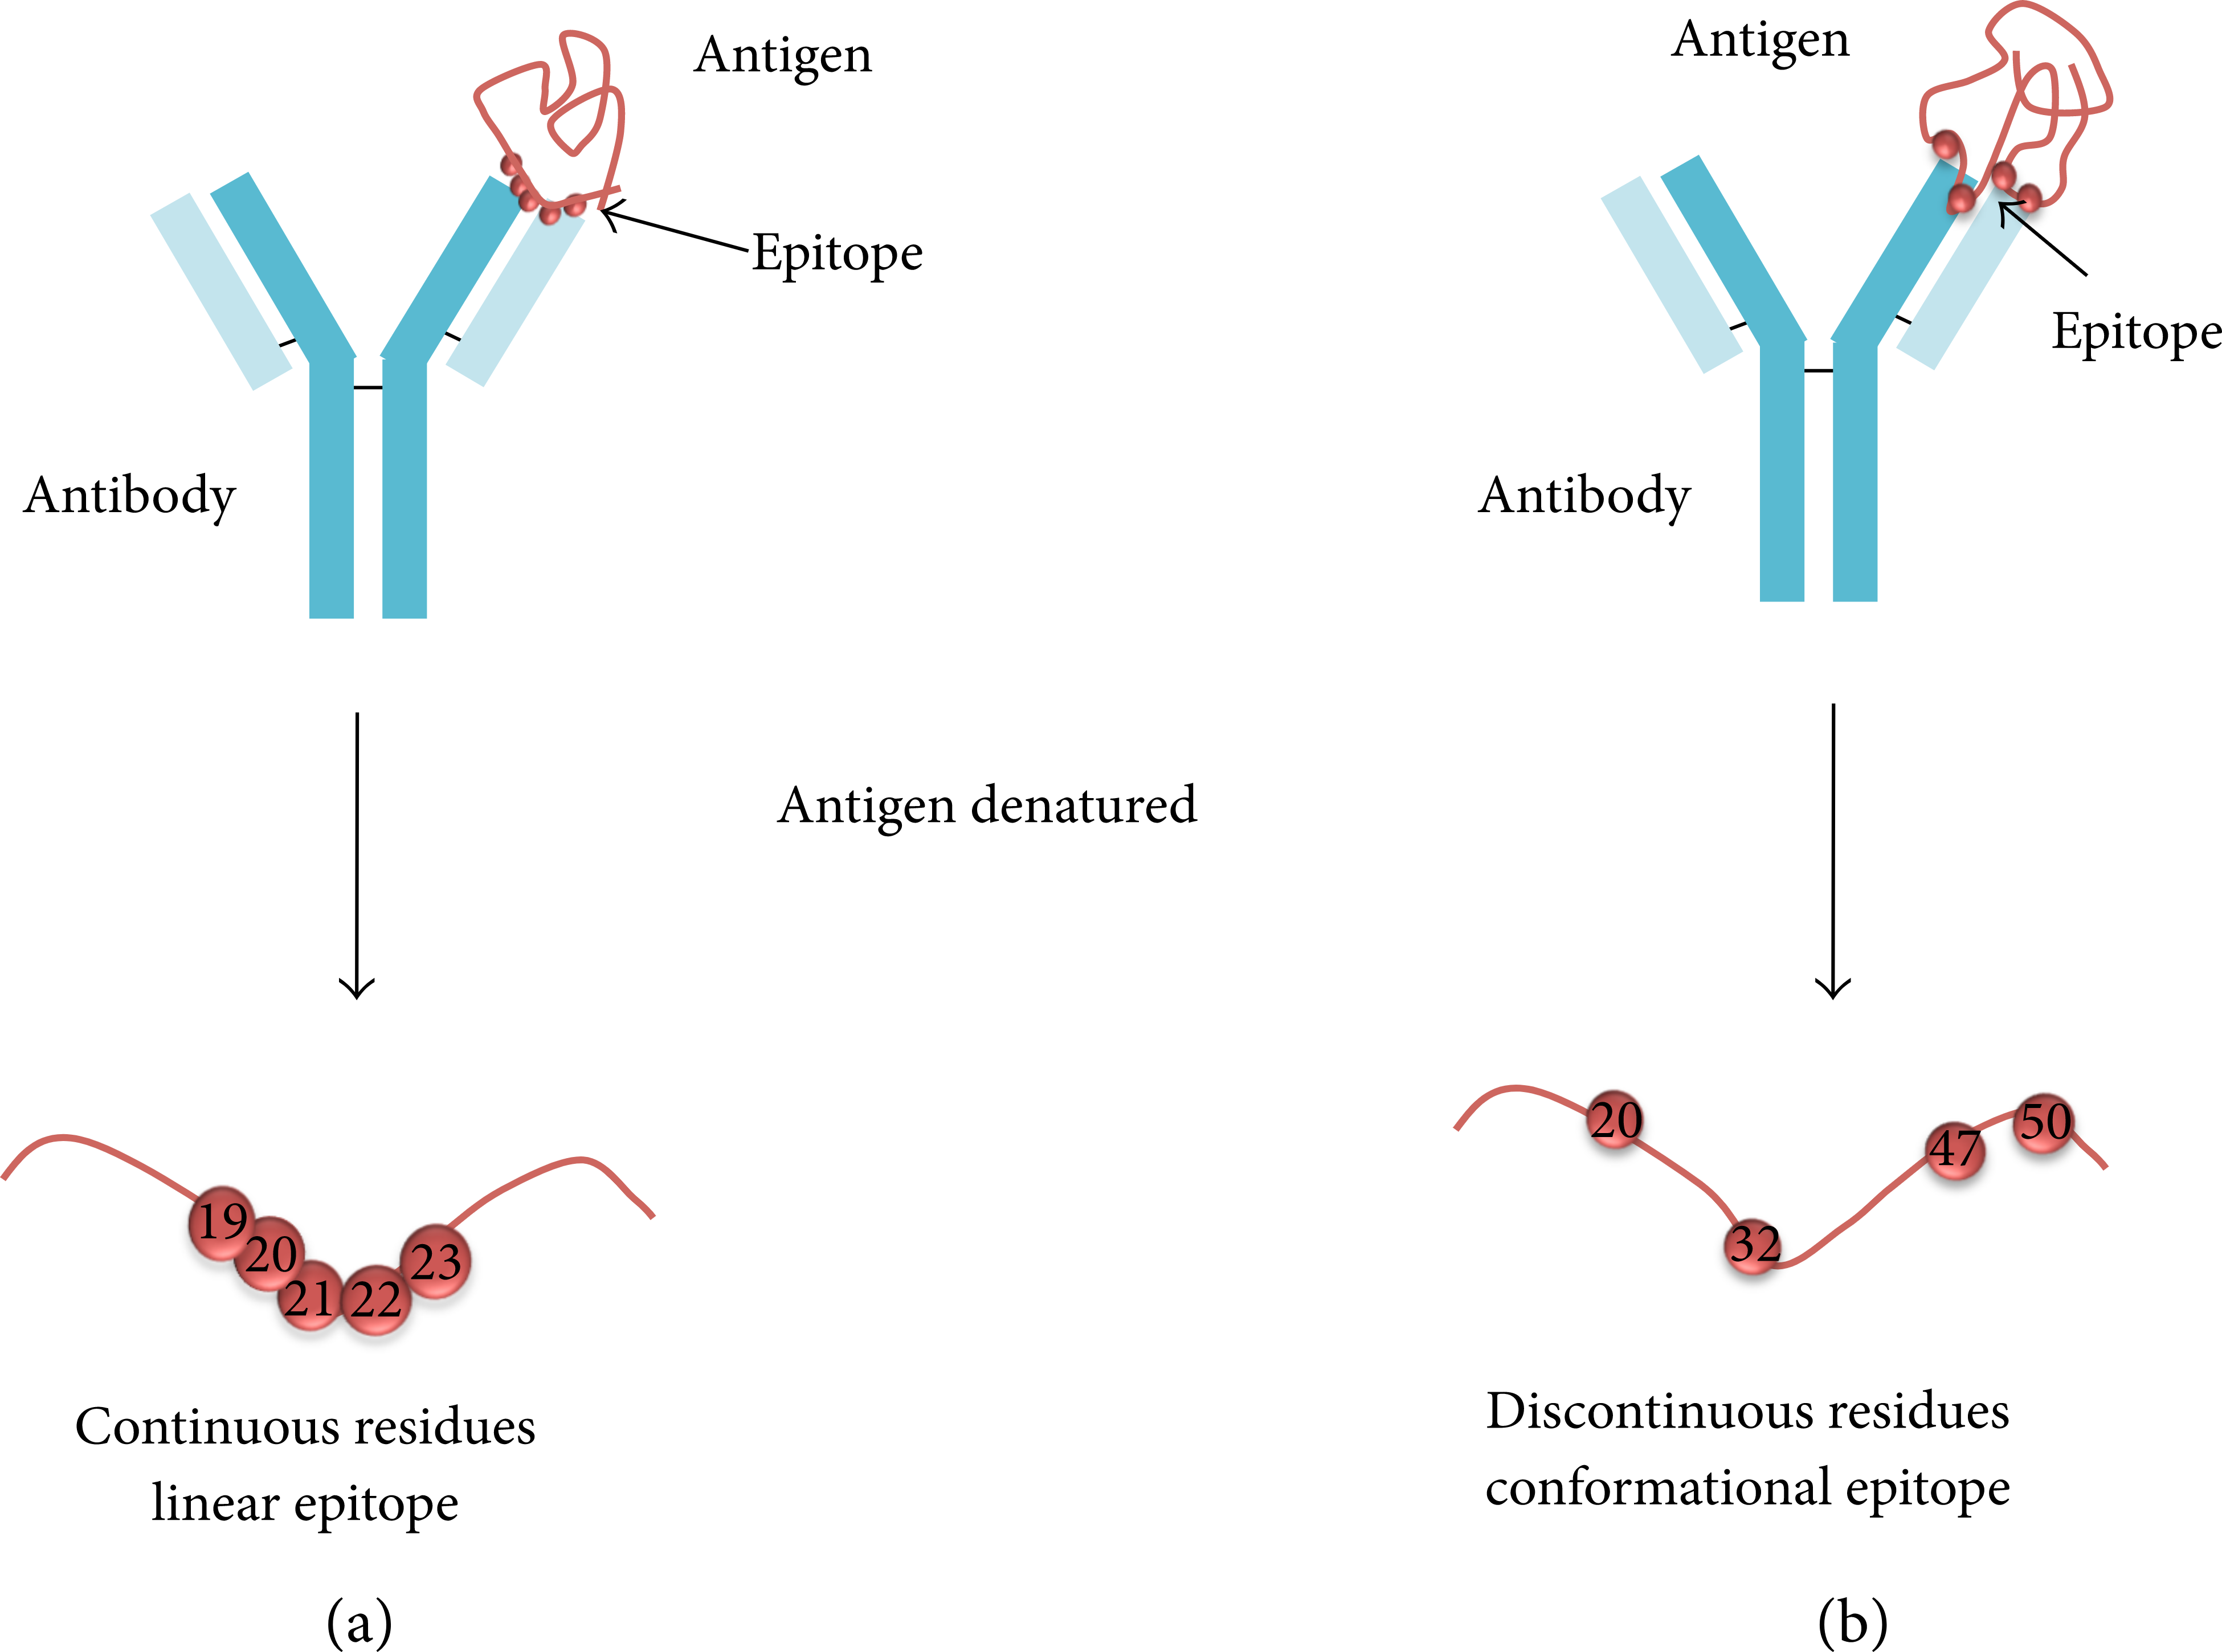 Antigen
Epitope
Antibody
Antigen
Epitope
Antibody
Antigen denatured
19
20
21
22
23
Continuous residues
linear epitope
(a)
20
32
47
50
Discontinuous residues
conformational epitope
(b)